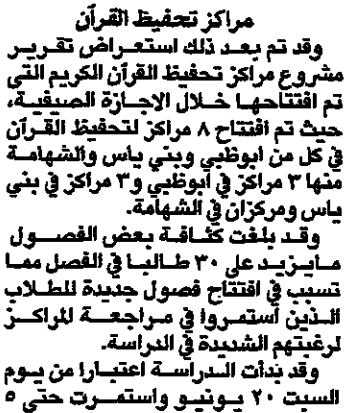 مراكز تحفيظ القرآن
وقد تم بعد ذلك استعراض تقرير
مشروع مراكز تحفيظ القرآن الكريم التي
تم افتتاحها خلال الاجازة الصيفية،
حيث تم افتتاح ٨ مراكز لتحفيظ القرآن
في كل من ابوظبي وبني ياس والشهامة
منها ٣ مراكز في ابوظبي و٣ مراكز في بني
ياس ومركزان في الشهامة.
وقد بلغت كثافة بعض الفصول
مايزيد على ٣٠ طالبا في الفصل مما
تسبب في افتتاح فصول جديدة للطلاب
الذين استمروا في مراجعة المراكز
لرغبتهم الشديدة في الدراسة.
وقد بدأت الدراسة اعتبارا من يوم
السبت ٢٠ يونيو واستمرت حتى ٥